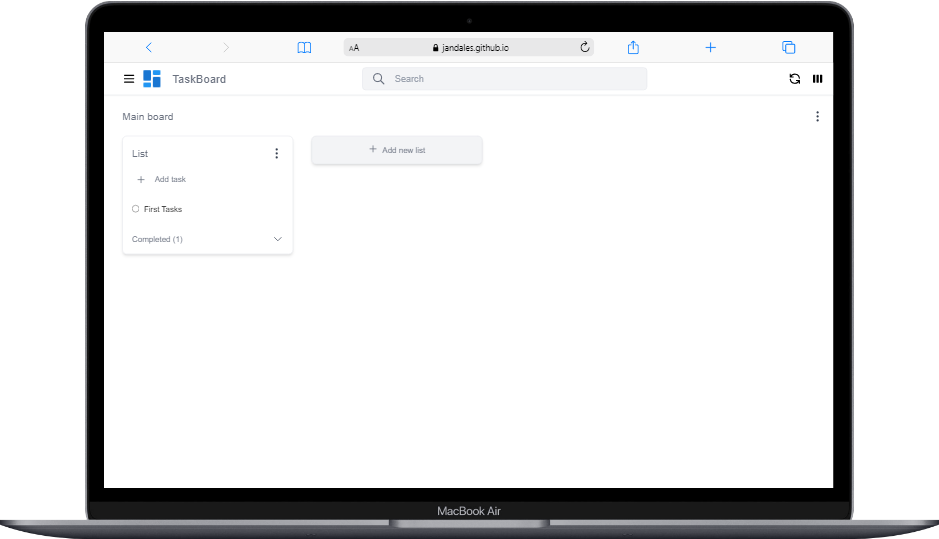 AA jandales.github.io
TaskBoard
Search
Main board
List
Add task
First Tasks
Completed (1)
+ Add new list
MacBook Air